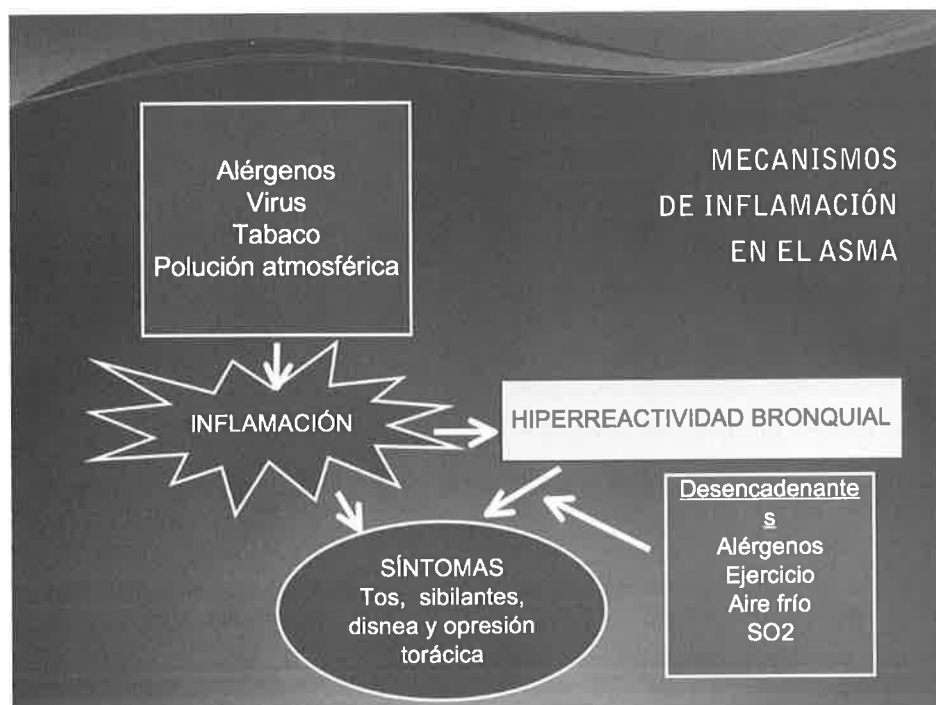 MECANISMOS
DE INFLAMACIÓN
EN EL ASMA
Alérgenos
Virus
Tabaco
Polución atmosférica
INFLAMACIÓN
HIPERREACTIVIDAD BRONQUIAL
Desencadenante
s
Alérgenos
Ejercicio
Aire frío
SO2
SÍNTOMAS
Tos, sibilantes,
disnea y opresión
torácica